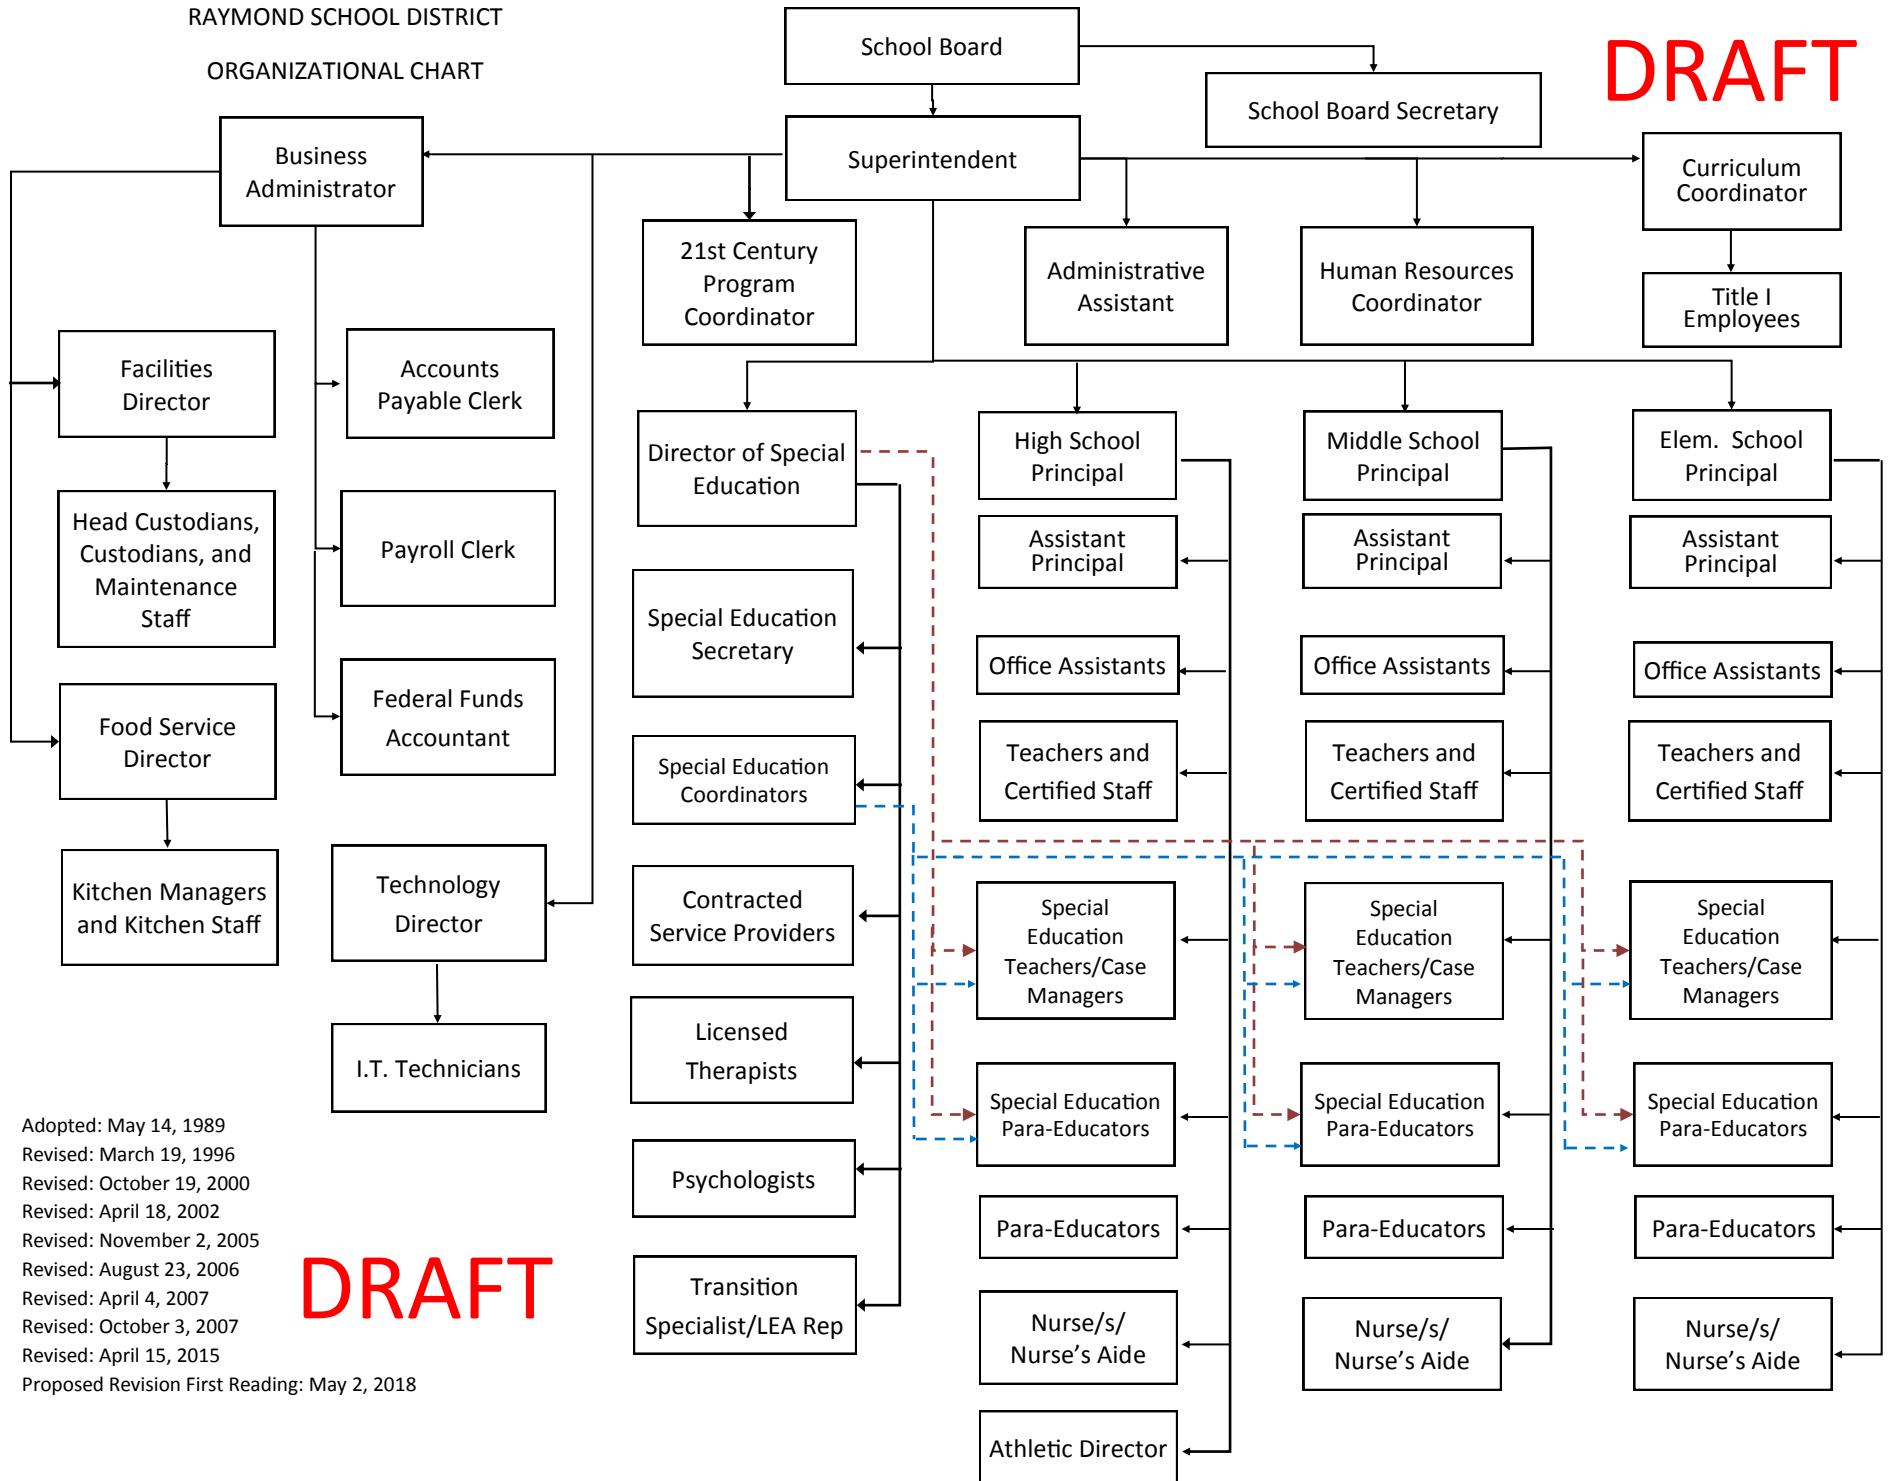 RAYMOND SCHOOL DISTRICT
ORGANIZATIONAL CHART
DRAFT
School Board
School Board Secretary
Business
Administrator
Superintendent
Curriculum
Coordinator
21st Century
Program
Coordinator
Administrative
Assistant
Human Resources
Coordinator
Title I
Employees
Facilities
Director
Accounts
Payable Clerk
Director of Special
Education
High School
Principal
Middle School
Principal
Elem. School
Principal
Head Custodians,
Custodians, and
Maintenance
Staff
Payroll Clerk
Assistant
Principal
Assistant
Principal
Assistant
Principal
Special Education
Secretary
Office Assistants
Office Assistants
Office Assistants
Food Service
Director
Federal Funds
Accountant
Special Education
Coordinators
Teachers and
Certified Staff
Teachers and
Certified Staff
Teachers and
Certified Staff
Kitchen Managers
and Kitchen Staff
Technology
Director
Contracted
Service Providers
Special
Education
Teachers/Case
Managers
Special
Education
Teachers/Case
Managers
Special
Education
Teachers/Case
Managers
I.T. Technicians
Licensed
Therapists
Special Education
Para-Educators
Special Education
Para-Educators
Special Education
Para-Educators
Psychologists
Para-Educators
Para-Educators
Para-Educators
Transition
Specialist/LEA Rep
Nurse/s/
Nurse’s Aide
Nurse/s/
Nurse’s Aide
Nurse/s/
Nurse’s Aide
Athletic Director
Adopted: May 14, 1989
Revised: March 19, 1996
Revised: October 19, 2000
Revised: April 18, 2002
Revised: November 2, 2005
Revised: August 23, 2006
Revised: April 4, 2007
Revised: October 3, 2007
Revised: April 15, 2015
Proposed Revision First Reading: May 2, 2018
DRAFT